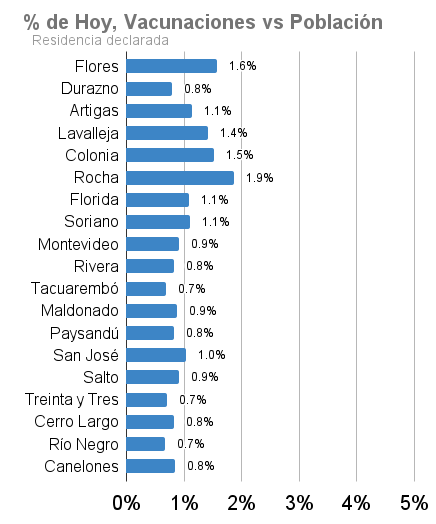 % de Hoy, Vacunaciones vs Población
Residencia declarada
Flores 1.6%
Durazno 0.8%
Artigas 1.1%
Lavalleja 1.4%
Colonia 1.5%
Rocha 1.9%
Florida 1.1%
Soriano 1.1%
Montevideo 0.9%
Rivera 0.8%
Tacuarembó 0.7%
Maldonado 0.9%
Paysandú 0.8%
San José 1.0%
Salto 0.9%
Treinta y Tres 0.7%
Cerro Largo 0.8%
Río Negro 0.7%
Canelones 0.8%
0% 1% 2% 3% 4% 5%